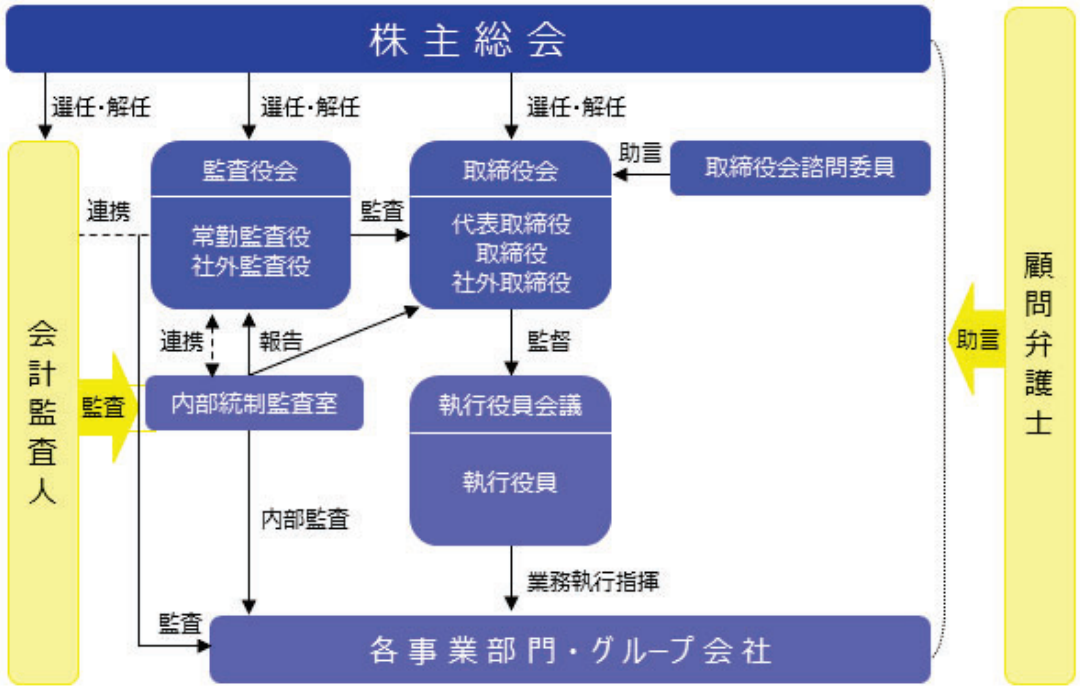 株主総会
選任・解任
選任・解任
選任・解任
監査役会
取締役会
助言
取締役会諮問委員
連携
常勤監査役
社外監査役
監査
代表取締役
取締役
社外取締役
会計監査人
顧問弁護士
連携
報告
監督
助言
監査
内部統制監査室
執行役員会議
執行役員
内部監査
業務執行指揮
監査
各事業部門・グループ会社